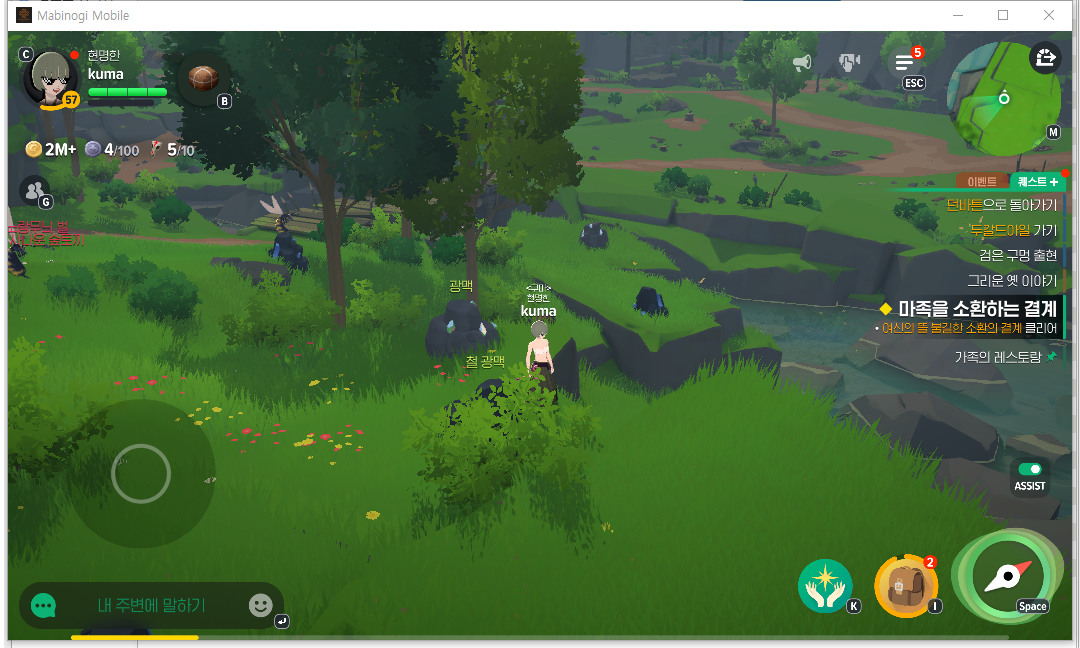 Mabinogi Mobile
C
현명한
kuma
57
B
5
ESC
M
2M+
4/100
5/10
G
이벤트
퀘스트 +
던바튼으로 돌아가기
두갈드아일 가기
검은 구멍 출현
그리운 옛 이야기
마족을 소환하는 결계
• 여신의 뜰 불길한 소환의 결계 클리어
가족의 레스토랑
광맥
<구마>
현명한
kuma
철 광맥
ASSIST
내 주변에 말하기
K
2
I
Space